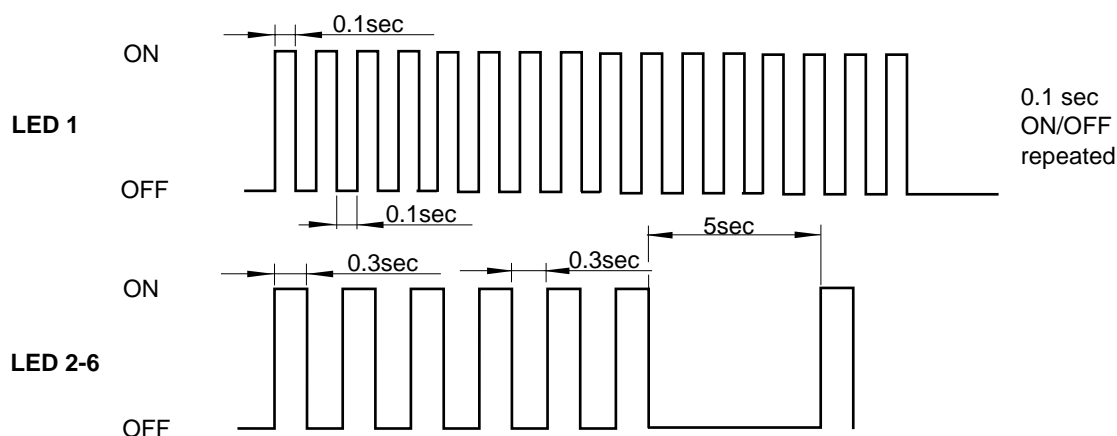 0.1sec
ON
LED 1
0.1 sec
ON/OFF
repeated
OFF
0.1sec
5sec
0.3sec
0.3sec
ON
LED 2-6
OFF